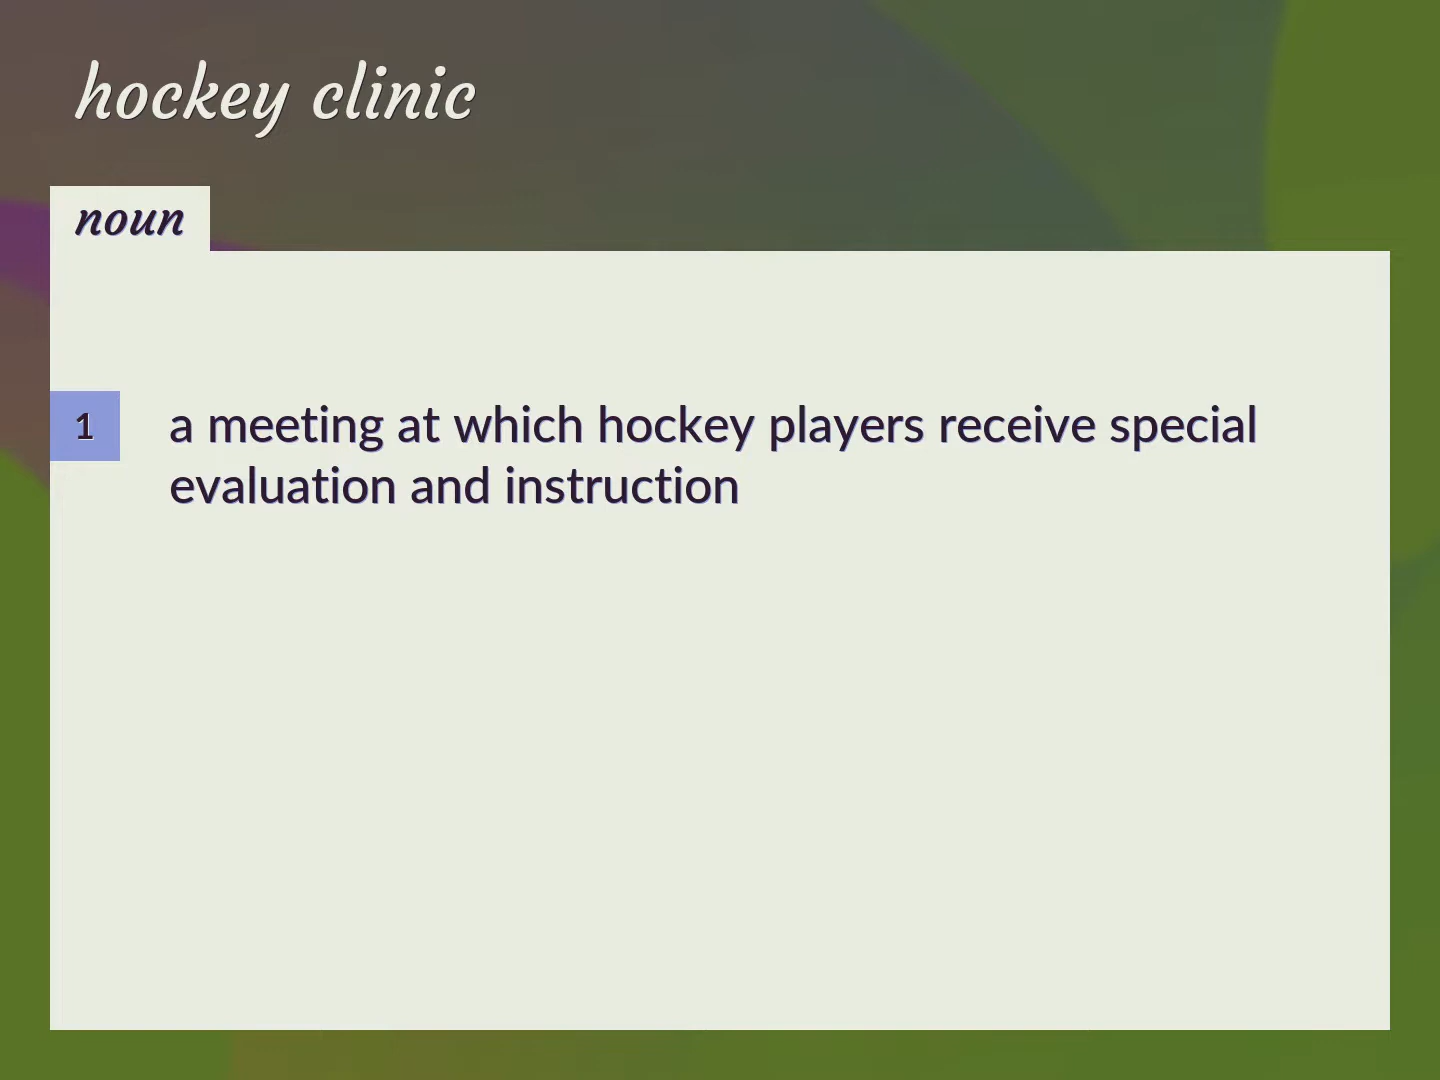 hockey clinic
noun
1
a meeting at which hockey players receive special
evaluation and instruction